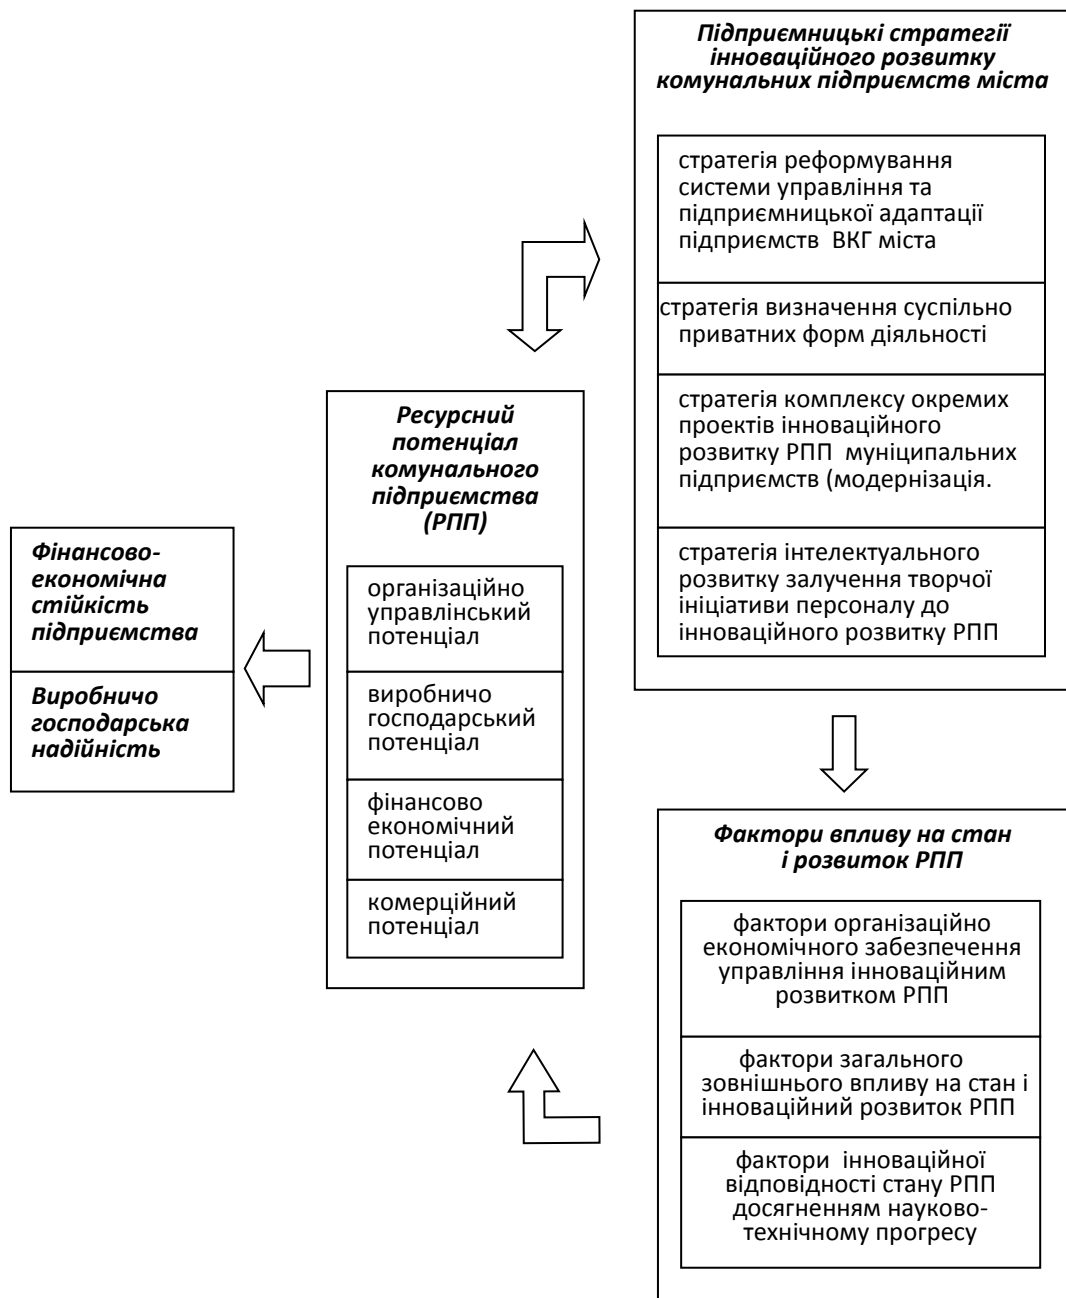 Підприємницькі стратегії
інноваційного розвитку
комунальних підприємств міста
стратегія реформування
системи управління та
підприємницької адаптації
підприємств ВКГ міста
стратегія визначення суспільно
приватних форм діяльності
стратегія комплексу окремих
проектів інноваційного
розвитку РПП муніципальних
підприємств (модернізація.
стратегія інтелектуального
розвитку залучення творчої
ініціативи персоналу до
інноваційного розвитку РПП
Ресурсний
потенціал
комунального
підприємства
(РПП)
організаційно
управлінський
потенціал
виробничо
господарський
потенціал
фінансово
економічний
потенціал
комерційний
потенціал
Фінансово-
економічна
стійкість
підприємства
Виробничо
господарська
надійність
Фактори впливу на стан
і розвиток РПП
фактори організаційно
економічного забезпечення
управління інноваційним
розвитком РПП
фактори загального
зовнішнього впливу на стан і
інноваційний розвиток РПП
фактори інноваційної
відповідності стану РПП
досягненням науково-
технічному прогресу